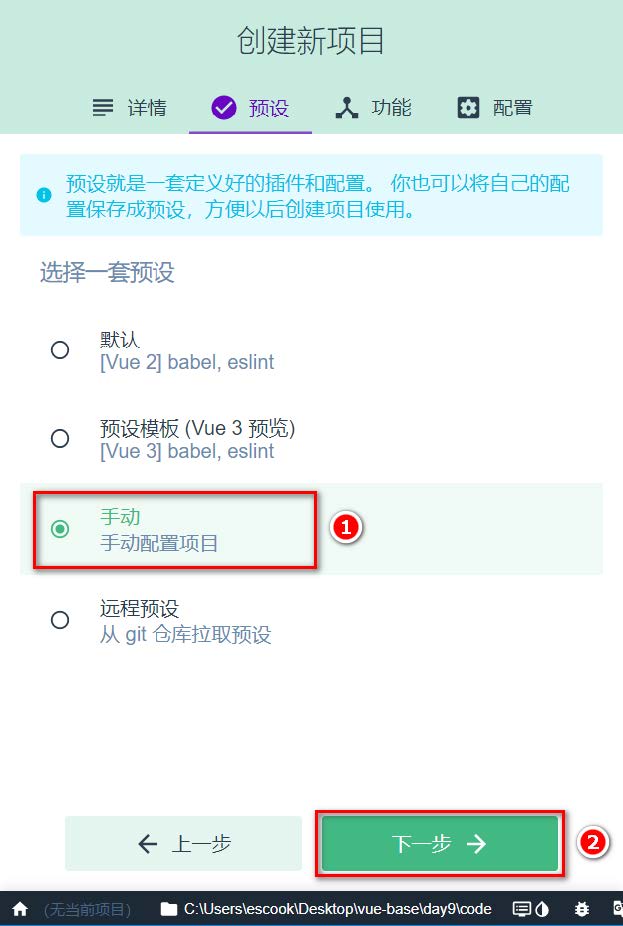 创建新项目
详情
预设
功能
配置
预设就是一套定义好的插件和配置。 你也可以将自己的配
置保存成预设，方便以后创建项目使用。
选择一套预设
默认
[Vue 2] babel, eslint
预设模板 (Vue 3 预览)
[Vue 3] babel, eslint
手动
手动配置项目
1
远程预设
从 git 仓库拉取预设
上一步
下一步
2
(无当前项目)
C:\Users\escook\Desktop\vue-base\day9\code